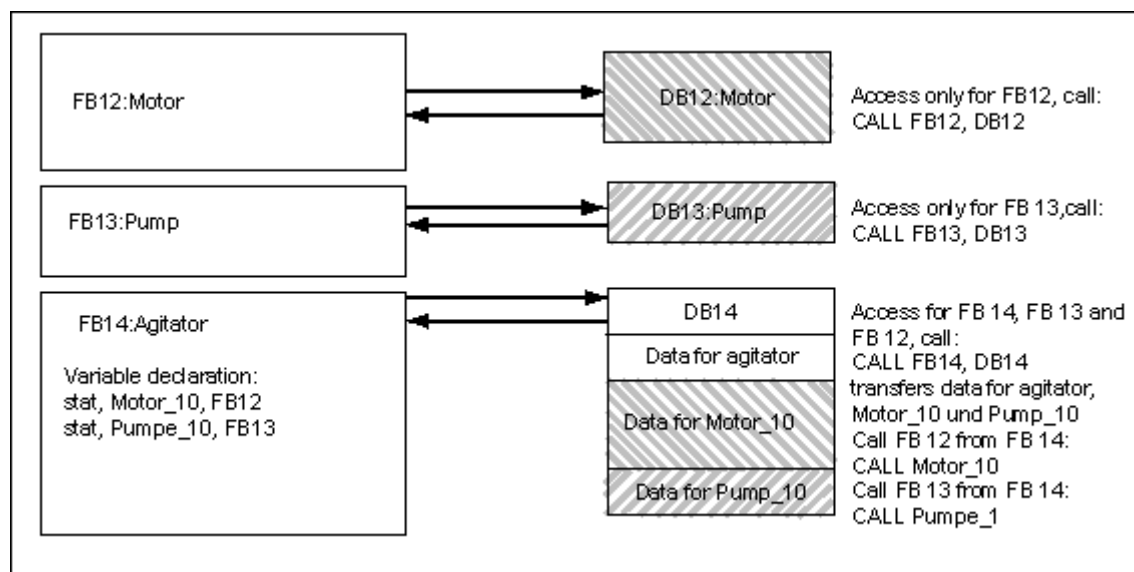 FB12:Motor
DB12:Motor
Access only for FB12, call:
CALL FB12, DB12
FB13:Pump
DB13:Pump
Access only for FB 13,call:
CALL FB13, DB13
FB14:Agitator
Variable declaration:
stat, Motor_10, FB12
stat, Pumpe_10, FB13
DB14
Data for agitator
Data for Motor_10
Data for Pump_10
Access for FB 14, FB 13 and
FB 12, call:
CALL FB14, DB14
transfers data for agitator,
Motor_10 und Pump_10
Call FB 12 from FB 14:
CALL Motor_10
Call FB 13 from FB 14:
CALL Pumpe_1